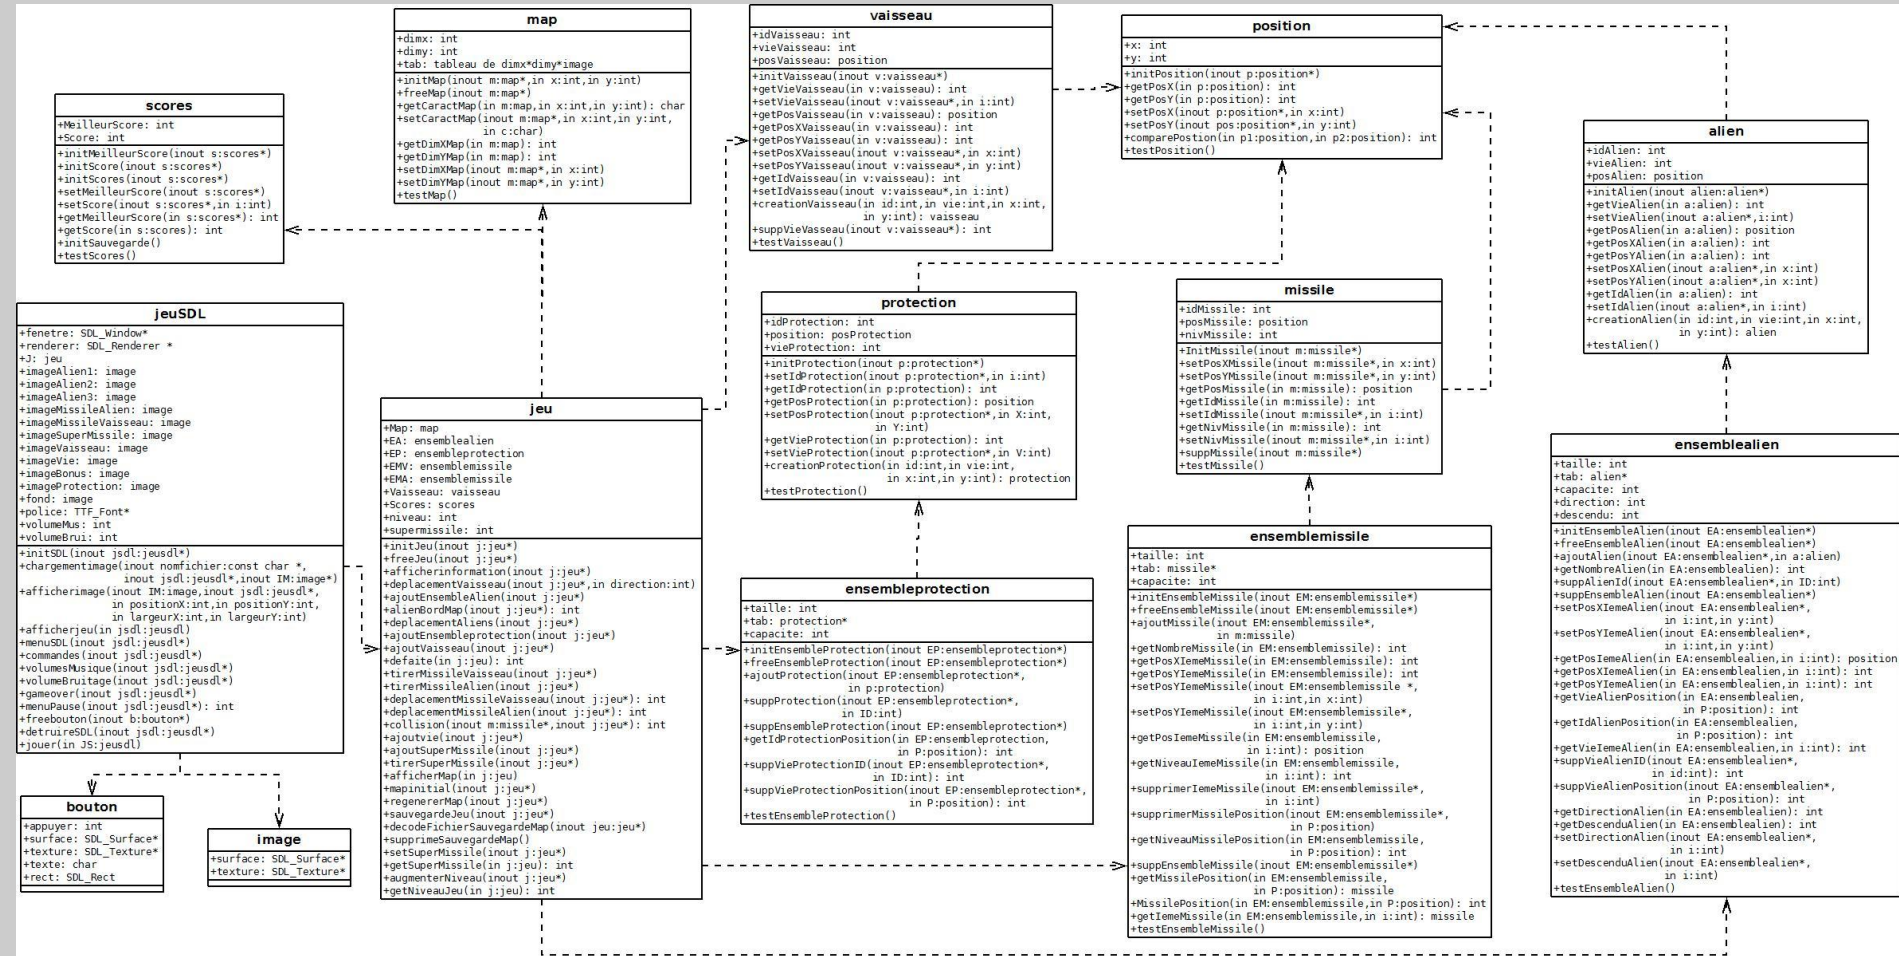 scores
+MeilleurScore: int
+Score: int
+initMeilleurScore(inout s:scores*)
+initScore(inout s:scores*)
+initScores(inout s:scores*)
+setMeilleurScore(inout s:scores*)
+setScore(inout s:scores*,in i:int)
+getMeilleurScore(in s:scores*): int
+getScore(in s:scores): int
+initSauvegarde()
+testScores()
map
+dimx: int
+dimy: int
+tab: tableau de dimx*dimy*image
+initMap(inout m:map*,in x:int,in y:int)
+freeMap(inout m:map*)
+getCaractMap(in m:map,in x:int,in y:int): char
+setCaractMap(inout m:map*,in x:int,in y:int,
in c:char)
+getDimXMap(in m:map): int
+getDimYMap(in m:map): int
+setDimXMap(inout m:map*,in x:int)
+setDimYMap(inout m:map*,in y:int)
+testMap()
vaisseau
+idVaisseau: int
+vieVaisseau: int
+posVaisseau: position
+initVaisseau(inout v:vaisseau*)
+getVieVaisseau(in v:vaisseau): int
+setVieVaisseau(inout v:vaisseau*,in i:int)
+getPosVaisseau(in v:vaisseau): position
+getPosXVaisseau(in v:vaisseau): int
+getPosYVaisseau(in v:vaisseau): int
+setPosXVaisseau(inout v:vaisseau*,in x:int)
+setPosYVaisseau(inout v:vaisseau*,in y:int)
+getIdVaisseau(in v:vaisseau): int
+setIdVaisseau(inout v:vaisseau*,in i:int)
+creationVaisseau(in id:int,in vie:int,in x:int,
in y:int): vaisseau
+suppVieVasseau(inout v:vaisseau*): int
+testVaisseau()
position
+x: int
+y: int
+initPosition(inout p:position*)
+getPosX(in p:position): int
+getPosY(in p:position): int
+setPosX(inout p:position*,in x:int)
+setPosY(inout pos:position*,in y:int)
+comparePostion(in p1:position,in p2:position): int
+testPosition()
alien
+idAlien: int
+vieAlien: int
+posAlien: position
+initAlien(inout alien:alien*)
+getVieAlien(in a:alien): int
+setVieAlien(inout a:alien*,i:int)
+getPosAlien(in a:alien): position
+getPosXAlien(in a:alien): int
+getPosYAlien(in a:alien): int
+setPosXAlien(inout a:alien*,in x:int)
+setPosYAlien(inout a:alien*,in x:int)
+getIdAlien(in a:alien): int
+setIdAlien(inout a:alien*,in i:int)
+creationAlien(in id:int,in vie:int,in x:int,
in y:int): alien
+testAlien()
jeuSDL
+fenetre: SDL_Window*
+renderer: SDL_Renderer *
+J: jeu
+imageAlien1: image
+imageAlien2: image
+imageAlien3: image
+imageMissileAlien: image
+imageMissileVaisseau: image
+imageSuperMissile: image
+imageVaisseau: image
+imageVie: image
+imageBonus: image
+imageProtection: image
+fond: image
+police: TTF_Font*
+volumeMus: int
+volumeBrui: int
+initSDL(inout jsdl:jeusdl*)
+chargementimage(inout nomfichier:const char *,
inout jsdl:jeusdl*,inout IM:image*)
+afficherimage(inout IM:image,inout jsdl:jeusdl*,
in positionX:int,in positionY:int,
in largeurX:int,in largeurY:int)
+afficherjeu(in jsdl:jeusdl)
+menuSDL(inout jsdl:jeusdl*)
+commandes(inout jsdl:jeusdl*)
+volumesMusique(inout jsdl:jeusdl*)
+volumeBruitage(inout jsdl:jeusdl*)
+gameover(inout jsdl:jeusdl*)
+menuPause(inout jsdl:jeusdl*): int
+freebouton(inout b:bouton*)
+detruireSDL(inout jsdl:jeusdl*)
+jouer(in JS:jeusdl)
protection
+idProtection: int
+position: posProtection
+vieProtection: int
+initProtection(inout p:protection*)
+setIdProtection(inout p:protection*,in i:int)
+getIdProtection(in p:protection): int
+getPosProtection(in p:protection): position
+setPosProtection(inout p:protection*,in X:int,
in Y:int)
+getVieProtection(in p:protection): int
+setVieProtection(inout p:protection*,in V:int)
+creationProtection(in id:int,in vie:int,
in x:int,in y:int): protection
+testProtection()
missile
+idMissile: int
+posMissile: position
+nivMissile: int
+InitMissile(inout m:missile*)
+setPosXMissile(inout m:missile*,in x:int)
+setPosYMissile(inout m:missile*,in y:int)
+getPosMissile(in m:missile): position
+getIdMissile(in m:missile): int
+setIdMissile(inout m:missile*,in i:int)
+getNivMissile(in m:missile): int
+setNivMissile(inout m:missile*,in i:int)
+suppMissile(inout m:missile*)
+testMissile()
jeu
+Map: map
+EA: ensemblealien
+EP: ensembleprotection
+EMV: ensemblemissile
+EMA: ensemblemissile
+Vaisseau: vaisseau
+Scores: scores
+niveau: int
+supermissile: int
+initJeu(inout j:jeu*)
+freeJeu(inout j:jeu*)
+afficherinformation(inout j:jeu*)
+deplacementVaisseau(inout j:jeu*,in direction:int)
+ajoutEnsembleAlien(inout j:jeu*)
+alienBordMap(inout j:jeu*): int
+deplacementAliens(inout j:jeu*)
+ajoutEnsembleprotection(inout j:jeu*)
+ajoutVaisseau(inout j:jeu*)
+defaite(in j:jeu): int
+tirerMissileVaisseau(inout j:jeu*)
+tirerMissileAlien(inout j:jeu*)
+deplacementMissileVaisseau(inout j:jeu*): int
+deplacementMissileAlien(inout j:jeu*): int
+collision(inout m:missile*,inout j:jeu*): int
+ajoutvie(inout j:jeu*)
+ajoutSuperMissile(inout j:jeu*)
+tirerSuperMissile(inout j:jeu*)
+afficherMap(in j:jeu)
+mapinitial(inout j:jeu*)
+regenererMap(inout j:jeu*)
+sauvegardeJeu(inout j:jeu*)
+decodeFichierSauvegardeMap(inout jeu:jeu*)
+supprimeSauvegardeMap()
+setSuperMissile(inout j:jeu*)
+getSuperMissile(in j:jeu): int
+augmenterNiveau(inout j:jeu*)
+getNiveauJeu(in j:jeu): int
ensemblealien
+taille: int
+tab: alien*
+capacite: int
+direction: int
+descendu: int
+initEnsembleAlien(inout EA:ensemblealien*)
+freeEnsembleAlien(inout EA:ensemblealien*)
+ajoutAlien(inout EA:ensemblealien*,in a:alien)
+getNombreAlien(in EA:ensemblealien): int
+suppAlienId(inout EA:ensemblealien*,in ID:int)
+suppEnsembleAlien(inout EA:ensemblealien*)
+setPosXIemeAlien(inout EA:ensemblealien*,
in i:int,in y:int)
+setPosYIemeAlien(inout EA:ensemblealien*,
in i:int,in y:int)
+getPosIemeAlien(in EA:ensemblealien,in i:int): position
+getPosXIemeAlien(in EA:ensemblealien,in i:int): int
+getPosYIemeAlien(in EA:ensemblealien,in i:int): int
+getVieAlienPosition(in EA:ensemblealien,
in P:position): int
+getIdAlienPosition(in EA:ensemblealien,
in P:position): int
+getVieIemeAlien(in EA:ensemblealien,in i:int): int
+suppVieAlienID(inout EA:ensemblealien*,
in id:int): int
+suppVieAlienPosition(inout EA:ensemblealien*,
in P:position): int
+getDirectionAlien(in EA:ensemblealien): int
+getDescenduAlien(in EA:ensemblealien): int
+setDirectionAlien(inout EA:ensemblealien*,
in i:int)
+setDescenduAlien(inout EA:ensemblealien*,
in i:int)
+testEnsembleAlien()
ensemblemissile
+taille: int
+tab: missile*
+capacite: int
+initEnsembleMissile(inout EM:ensemblemissile*)
+freeEnsembleMissile(inout EM:ensemblemissile*)
+ajoutMissile(inout EM:ensemblemissile*,
in m:missile)
+getNombreMissile(in EM:ensemblemissile): int
+getPosXIemeMissile(in EM:ensemblemissile): int
+getPosYIemeMissile(in EM:ensemblemissile): int
+setPosYIemeMissile(inout EM:ensemblemissile *,
in i:int,in x:int)
+setPosYIemeMissile(inout EM:ensemblemissile*,
in i:int,in y:int)
+getPosIemeMissile(in EM:ensemblemissile,
in i:int): position
+getNiveauIemeMissile(in EM:ensemblemissile,
in i:int): int
+supprimerIemeMissile(inout EM:ensemblemissile*,
in i:int)
+supprimerMissilePosition(inout EM:ensemblemissile*,
in P:position)
+getNiveauMissilePosition(in EM:ensemblemissile,
in P:position): int
+suppEnsembleMissile(inout EM:ensemblemissile*)
+getMissilePosition(in EM:ensemblemissile,
in P:position): missile
+MissilePosition(in EM:ensemblemissile,in P:position): int
+getIemeMissile(in EM:ensemblemissile,in i:int): missile
+testEnsembleMissile()
ensembleprotection
+taille: int
+tab: protection*
+capacite: int
+initEnsembleProtection(inout EP:ensembleprotection*)
+freeEnsembleProtection(inout EP:ensembleprotection*)
+ajoutProtection(inout EP:ensembleprotection*,
in p:protection)
+suppProtection(inout EP:ensembleprotection*,
in ID:int)
+suppEnsembleProtection(inout EP:ensembleprotection*)
+getIdProtectionPosition(in EP:ensembleprotection,
in P:position): int
+suppVieProtectionID(inout EP:ensembleprotection*,
in ID:int): int
+suppVieProtectionPosition(inout EP:ensembleprotection*,
in P:position): int
+testEnsembleProtection()
bouton
+appuyer: int
+surface: SDL_Surface*
+texture: SDL_Texture*
+texte: char
+rect: SDL_Rect
image
+surface: SDL_Surface*
+texture: SDL_Texture*